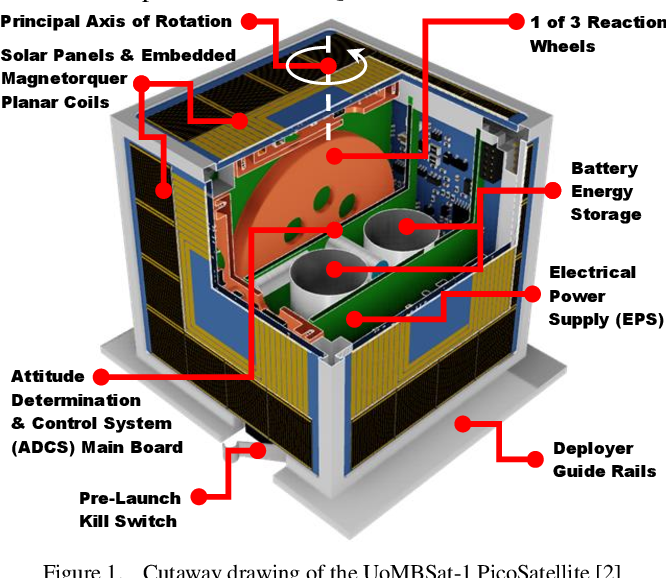 Principal Axis of Rotation
1 of 3 Reaction
Wheels
Solar Panels & Embedded
Magnetorquer
Planar Coils
Battery
Energy
Storage
Electrical
Power
Supply (EPS)
Attitude
Determination
& Control System
(ADCS) Main Board
Deployer
Guide Rails
Pre-Launch
Kill Switch
Figure 1. Cutaway drawing of the UoMBSat-1 PicoSatellite [2]